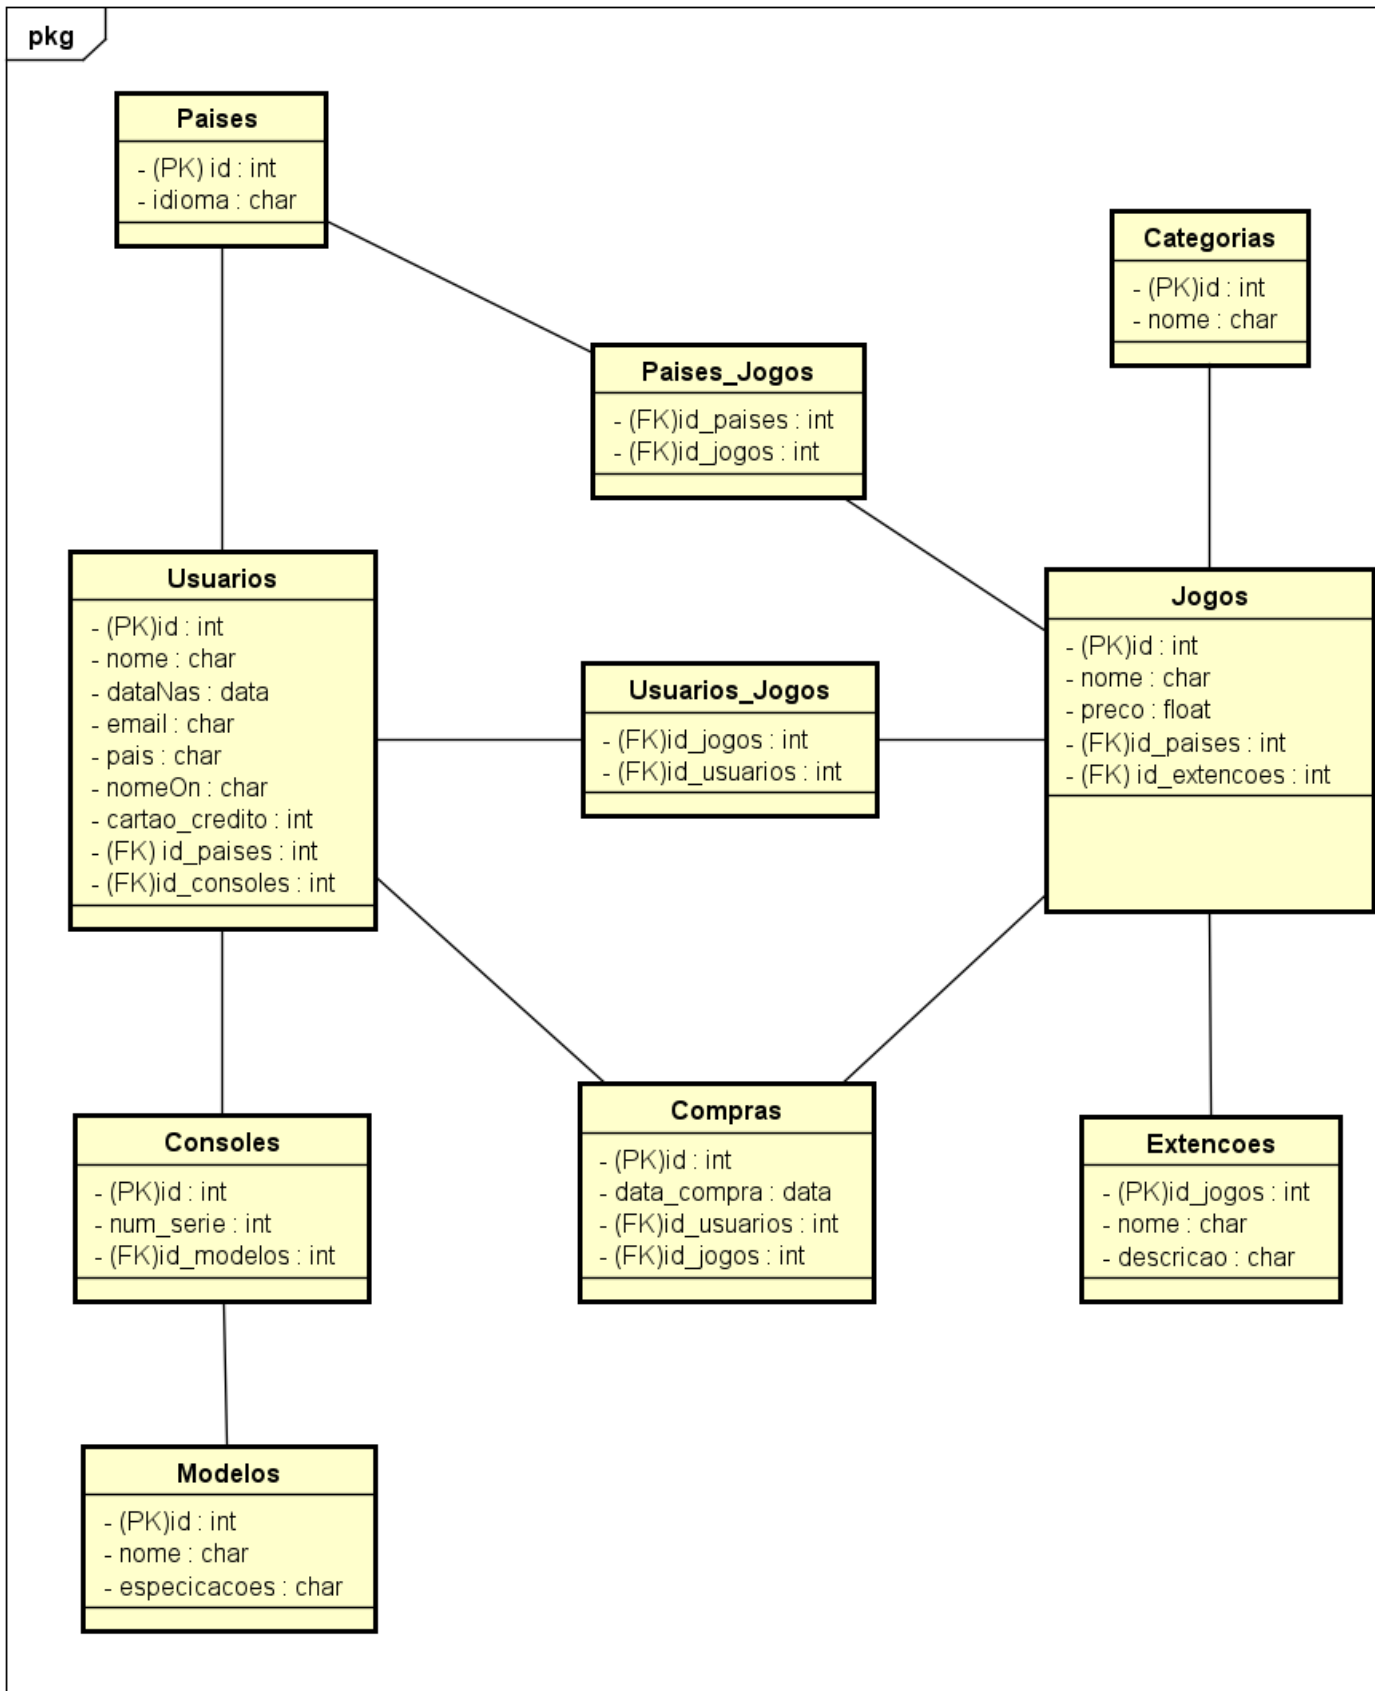 pkg
Paises
- (PK) id : int
- idioma : char
Categorias
- (PK)id : int
- nome : char
Paises_Jogos
- (FK)id_paises : int
- (FK)id_jogos : int
Usuarios
- (PK)id : int
- nome : char
- dataNas : data
- email : char
- pais : char
- nomeOn : char
- cartao_credito : int
- (FK) id_paises : int
- (FK)id_consoles : int
Usuarios_Jogos
- (FK)id_jogos : int
- (FK)id_usuarios : int
Jogos
- (PK)id : int
- nome : char
- preco : float
- (FK)id_paises : int
- (FK) id_extencoes : int
Consoles
- (PK)id : int
- num_serie : int
- (FK)id_modelos : int
Compras
- (PK)id : int
- data_compra : data
- (FK)id_usuarios : int
- (FK)id_jogos : int
Extencoes
- (PK)id_jogos : int
- nome : char
- descricao : char
Modelos
- (PK)id : int
- nome : char
- especicacoes : char